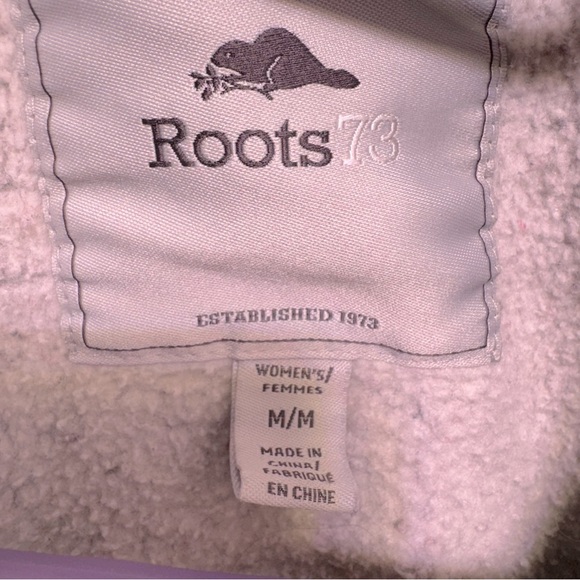 Roots73
ESTABLISHED 1973
WOMEN'S/
FEMMES
M/M
MADE IN
CHINA/
FABRIQUÉ
EN CHINE